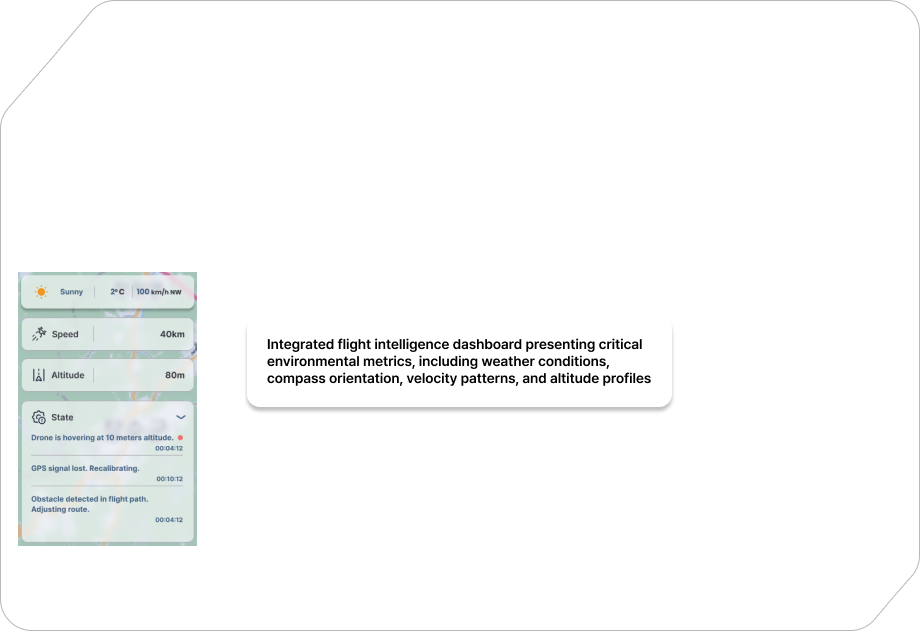 Sunny 2°C 100 km/h NW
Speed 40km
Altitude 80m
State
Drone is hovering at 10 meters altitude.
00:04:12
GPS signal lost. Recalibrating.
00:10:12
Obstacle detected in flight path.
Adjusting route.
00:04:12
Integrated flight intelligence dashboard presenting critical
environmental metrics, including weather conditions,
compass orientation, velocity patterns, and altitude profiles